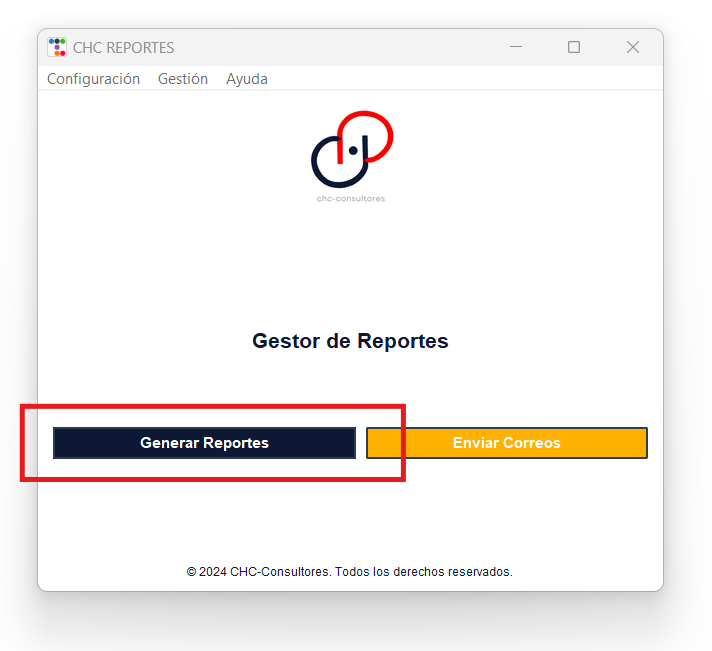 CHC REPORTES
Configuración Gestión Ayuda
chc-consultores
Gestor de Reportes
Generar Reportes Enviar Correos
© 2024 CHC-Consultores. Todos los derechos reservados.